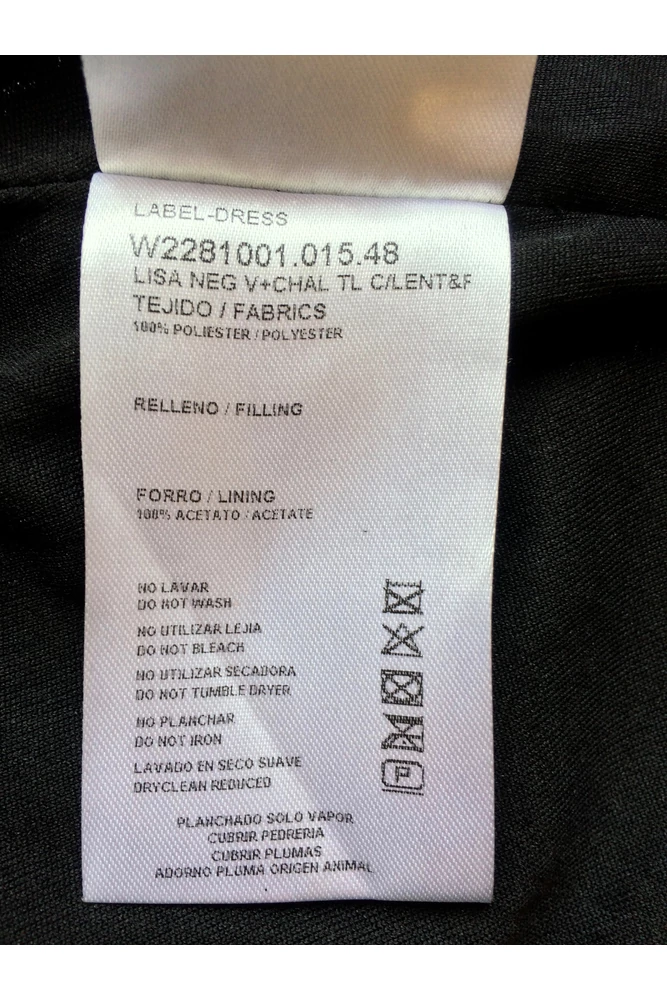 LABEL-DRESS
W2281001.015.48
LISA NEG V+CHAL TL C/LENT&F
TEJIDO / FABRICS
100% POLIESTER / POLYESTER
RELLENO / FILLING
FORRO / LINING
100% ACETATO / ACETATE
NO LAVAR
DO NOT WASH
NO UTILIZAR LEJIA
DO NOT BLEACH
NO UTILIZAR SECADORA
DO NOT TUMBLE DRYER
NO PLANCHAR
DO NOT IRON
LAVADO EN SECO SUAVE
DRYCLEAN REDUCED
P
PLANCHADO SOLO VAPOR
CUBRIR PEDRERIA
CUBRIR PLUMAS
ADORNO PLUMA ORIGEN ANIMAL